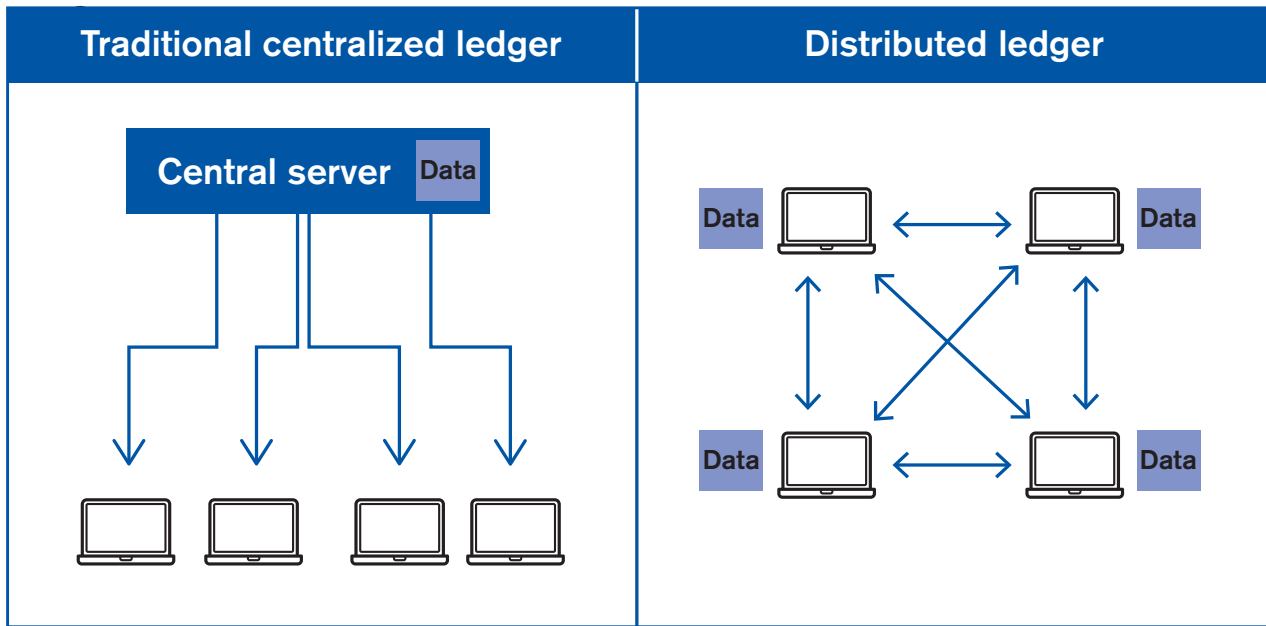 Traditional centralized ledger
Distributed ledger
Central server
Data
Data
Data
Data
Data